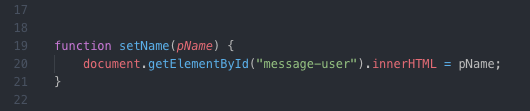 17
18
19 function setName(pName) {
20     document.getElementById("message-user").innerHTML = pName;
21 }
22